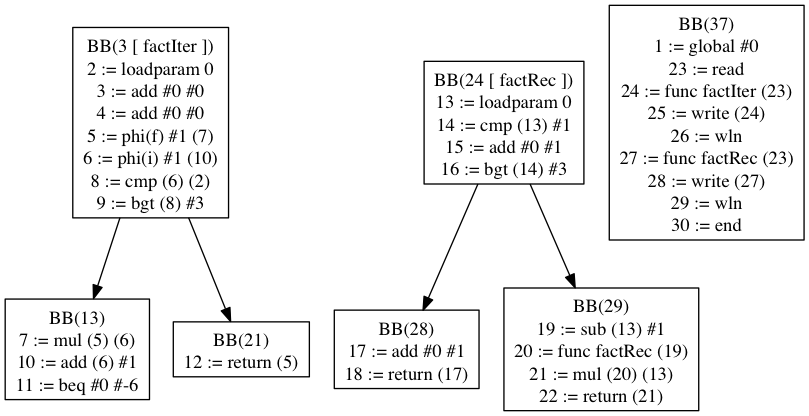 BB(3 [ factIter ])
2 := loadparam 0
3 := add #0 #0
4 := add #0 #0
5 := phi(f) #1 (7)
6 := phi(i) #1 (10)
8 := cmp (6) (2)
9 := bgt (8) #3
BB(13)
7 := mul (5) (6)
10 := add (6) #1
11 := beq #0 #-6
BB(21)
12 := return (5)
BB(24 [ factRec ])
13 := loadparam 0
14 := cmp (13) #1
15 := add #0 #1
16 := bgt (14) #3
BB(28)
17 := add #0 #1
18 := return (17)
BB(29)
19 := sub (13) #1
20 := func factRec (19)
21 := mul (20) (13)
22 := return (21)
BB(37)
1 := global #0
23 := read
24 := func factIter (23)
25 := write (24)
26 := wln
27 := func factRec (23)
28 := write (27)
29 := wln
30 := end